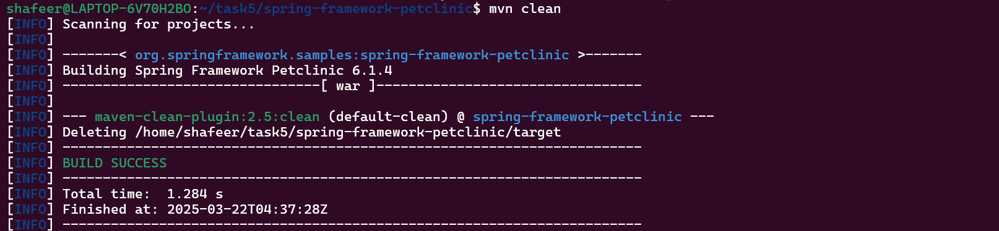 shafeer@LAPTOP-6V70H2BO:~/task5/spring-framework-petclinic$ mvn clean
[INFO] Scanning for projects...
[INFO]
[INFO] -------< org.springframework.samples:spring-framework-petclinic >-------
[INFO] Building Spring Framework Petclinic 6.1.4
[INFO] --------------------------------[ war ]---------------------------------
[INFO]
[INFO] --- maven-clean-plugin:2.5:clean (default-clean) @ spring-framework-petclinic ---
[INFO] Deleting /home/shafeer/task5/spring-framework-petclinic/target
[INFO] ------------------------------------------------------------------------
[INFO] BUILD SUCCESS
[INFO] ------------------------------------------------------------------------
[INFO] Total time:  1.284 s
[INFO] Finished at: 2025-03-22T04:37:28Z
[INFO] ------------------------------------------------------------------------